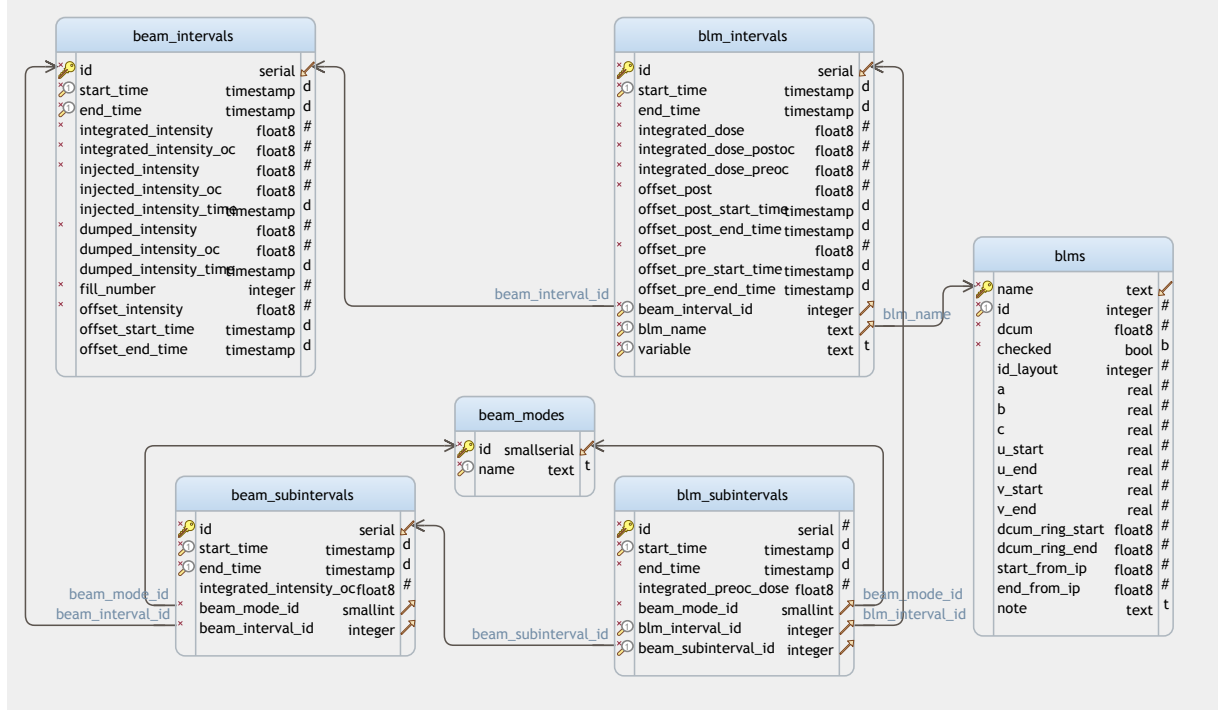 beam_intervals
id serial
start_time timestamp d
end_time timestamp d
integrated_intensity float8 #
integrated_intensity_oc float8 #
injected_intensity float8 #
injected_intensity_oc float8 #
injected_intensity_time timestamp d
dumped_intensity float8 #
dumped_intensity_oc float8 #
dumped_intensity_time timestamp d
fill_number integer #
offset_intensity float8 #
offset_start_time timestamp d
offset_end_time timestamp d
blm_intervals
id serial
start_time timestamp d
end_time timestamp d
integrated_dose float8 #
integrated_dose_postoc float8 #
integrated_dose_preoc float8 #
offset_post float8 #
offset_post_start_time timestamp d
offset_post_end_time timestamp d
offset_pre float8 #
offset_pre_start_time timestamp d
offset_pre_end_time timestamp d
beam_interval_id integer
blm_name text
variable text t
beam_interval_id
blm_name
blms
name text
id integer #
dcum float8 #
checked bool b
id_layout integer #
a real #
b real #
c real #
u_start real #
u_end real #
v_start real #
v_end real #
dcum_ring_start float8 #
dcum_ring_end float8 #
start_from_ip float8 #
end_from_ip float8 #
note text t
beam_modes
id smallserial
name text t
beam_subintervals
id serial
start_time timestamp d
end_time timestamp d
integrated_intensity_oc float8 #
beam_mode_id smallint
beam_interval_id integer
beam_mode_id
beam_interval_id
beam_subinterval_id
blm_subintervals
id serial #
start_time timestamp d
end_time timestamp d
integrated_preoc_dose float8 #
beam_mode_id smallint
blm_interval_id integer
beam_subinterval_id integer
beam_mode_id
blm_interval_id